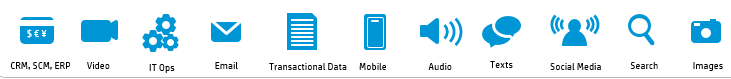 $ € ¥
CRM, SCM, ERP
Video
IT Ops
Email
Transactional Data
Mobile
Audio
Texts
Social Media
Search
Images